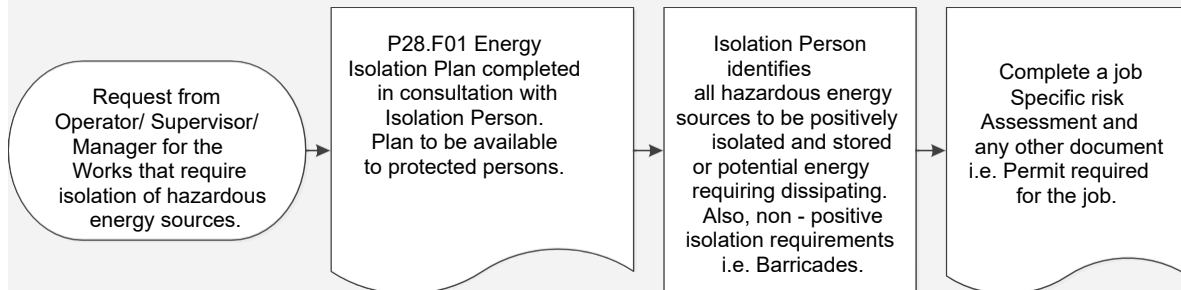 Request from
Operator/ Supervisor/
Manager for the
Works that require
isolation of hazardous
energy sources.
P28.F01 Energy
Isolation Plan completed
in consultation with
Isolation Person.
Plan to be available
to protected persons.
Isolation Person
identifies
all hazardous energy
sources to be positively
isolated and stored
or potential energy
requiring dissipating.
Also, non - positive
isolation requirements
i.e. Barricades.
Complete a job
Specific risk
Assessment and
any other document
i.e. Permit required
for the job.